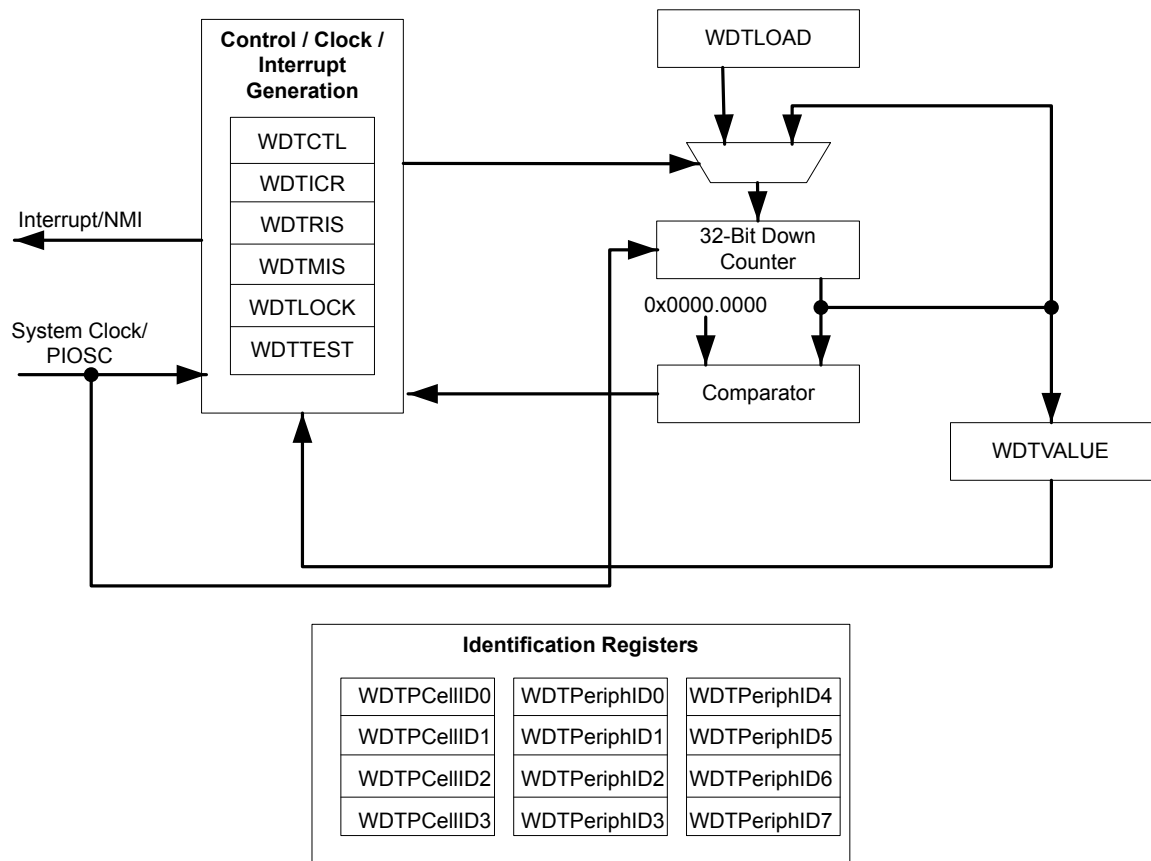 Control / Clock /
Interrupt
Generation
WDTCTL
WDTICR
WDTRIS
WDTMIS
WDTLOCK
WDTTEST
Interrupt/NMI
System Clock/
PIOSC
WDTLOAD
32-Bit Down
Counter
0x0000.0000
Comparator
WDTVALUE
Identification Registers
WDTPCellID0
WDTPeriphID0
WDTPeriphID4
WDTPCellID1
WDTPeriphID1
WDTPeriphID5
WDTPCellID2
WDTPeriphID2
WDTPeriphID6
WDTPCellID3
WDTPeriphID3
WDTPeriphID7